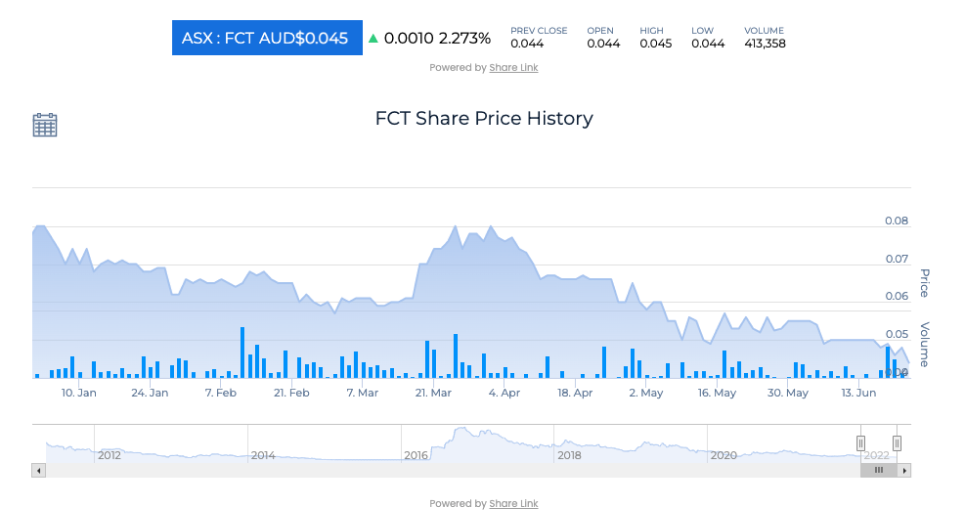 ASX : FCT AUD$0.045 ▲ 0.0010 2.273%
PREV CLOSE OPEN HIGH LOW VOLUME
0.044 0.044 0.045 0.044 413,358
Powered by Share Link
FCT Share Price History
0.08
0.07
0.06
0.05
0.04
Price
Volume
10. Jan 24. Jan 7. Feb 21. Feb 7. Mar 21. Mar 4. Apr 18. Apr 2. May 16. May 30. May 13. Jun
2012 2014 2016 2018 2020 2022
Powered by Share Link